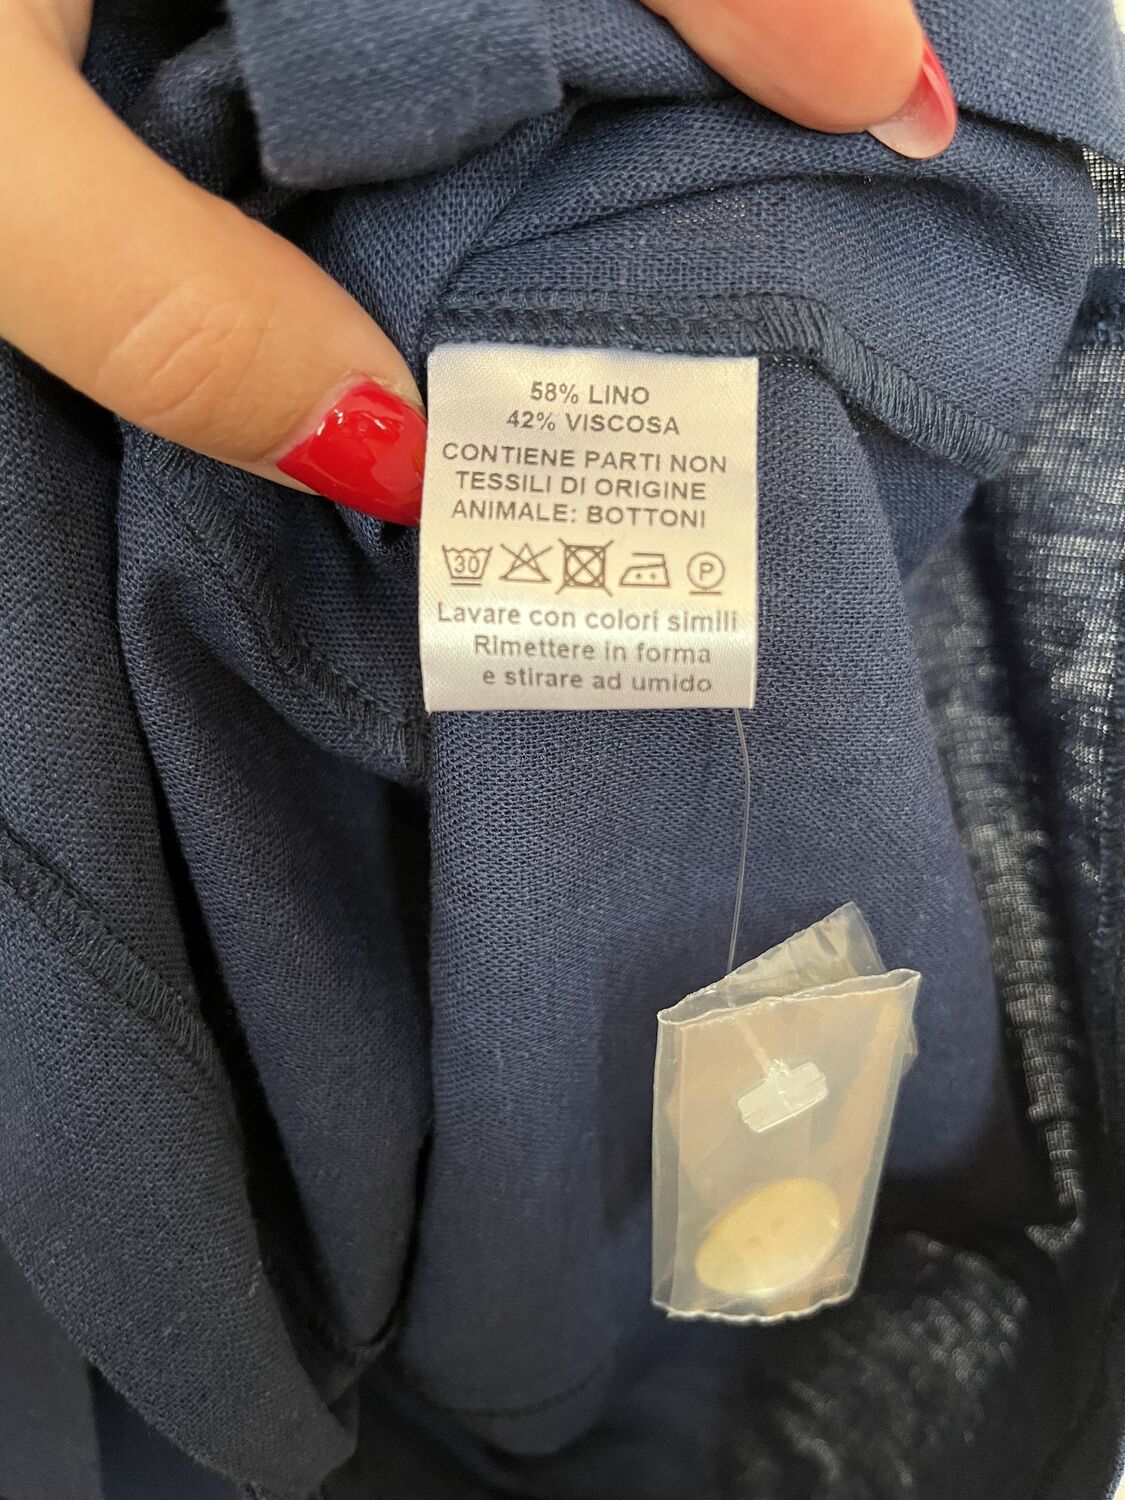 58% LINO
42% VISCOSA
CONTIENE PARTI NON
TESSILI DI ORIGINE
ANIMALE: BOTTONI
30 P
Lavare con colori simili
Rimettere in forma
e stirare ad umido